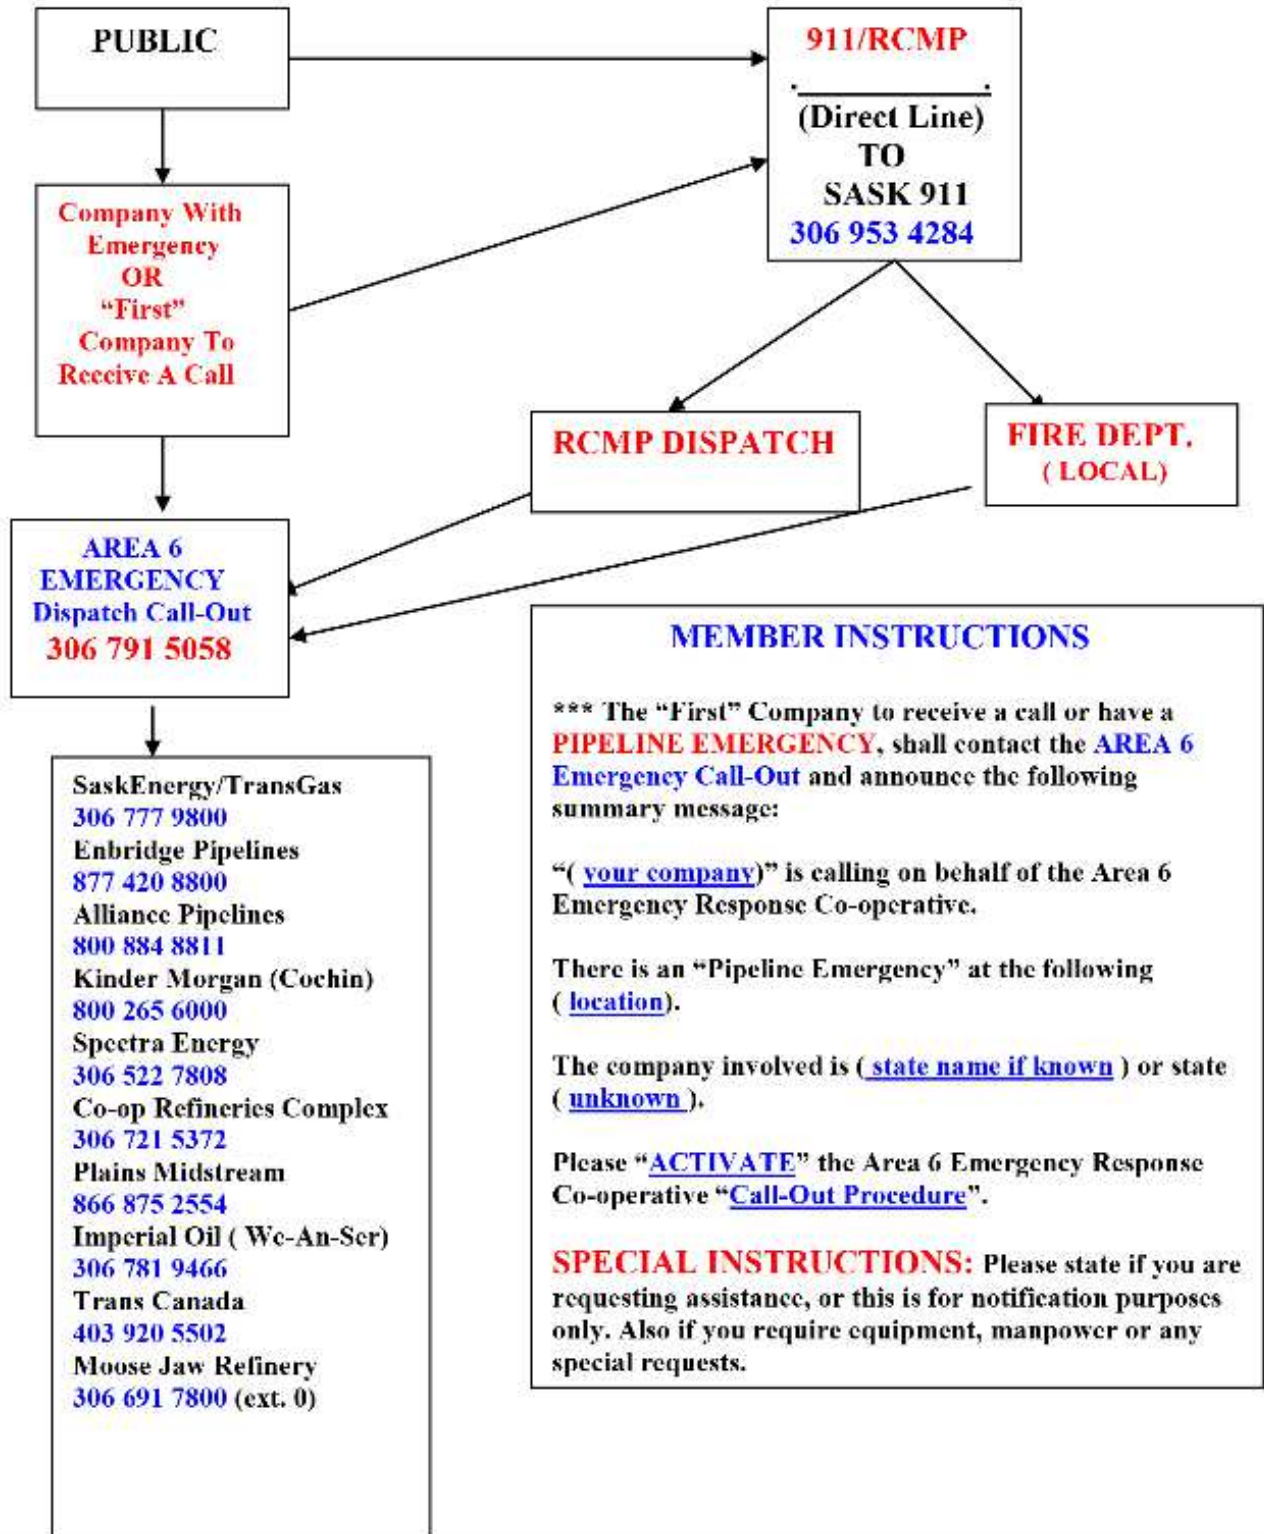 PUBLIC
911/RCMP
(Direct Line)
TO
SASK 911
306 953 4284
Company With
Emergency
OR
“First”
Company To
Receive A Call
RCMP DISPATCH
FIRE DEPT.
( LOCAL)
AREA 6
EMERGENCY
Dispatch Call-Out
306 791 5058
SaskEnergy/TransGas
306 777 9800
Enbridge Pipelines
877 420 8800
Alliance Pipelines
800 884 8811
Kinder Morgan (Cochin)
800 265 6000
Spectra Energy
306 522 7808
Co-op Refineries Complex
306 721 5372
Plains Midstream
866 875 2554
Imperial Oil ( We-An-Ser)
306 781 9466
Trans Canada
403 920 5502
Moose Jaw Refinery
306 691 7800 (ext. 0)
MEMBER INSTRUCTIONS
*** The “First” Company to receive a call or have a
PIPELINE EMERGENCY, shall contact the AREA 6
Emergency Call-Out and announce the following
summary message:
“( your company)” is calling on behalf of the Area 6
Emergency Response Co-operative.
There is an “Pipeline Emergency” at the following
( location).
The company involved is ( state name if known ) or state
( unknown ).
Please “ACTIVATE” the Area 6 Emergency Response
Co-operative “Call-Out Procedure”.
SPECIAL INSTRUCTIONS: Please state if you are
requesting assistance, or this is for notification purposes
only. Also if you require equipment, manpower or any
special requests.